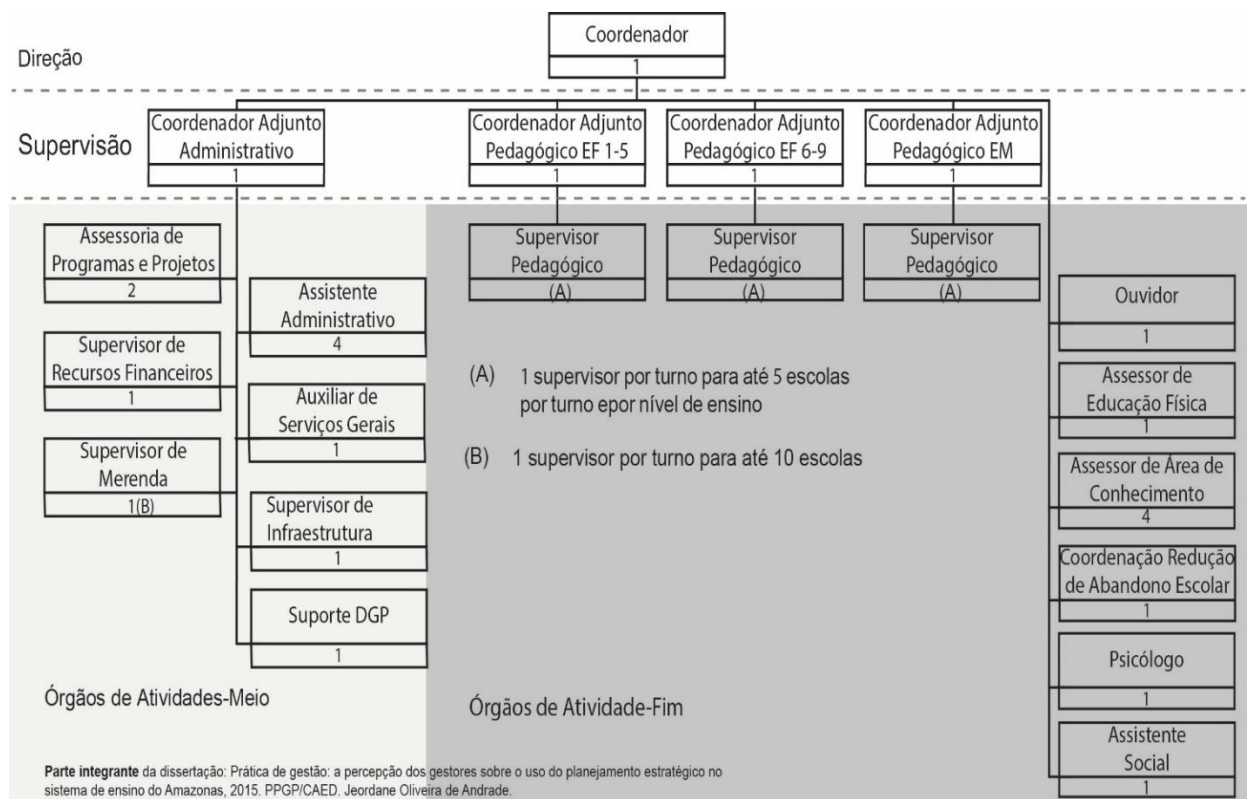 Direção
Coordenador
1
Supervisão
Coordenador Adjunto
Administrativo
1
Coordenador Adjunto
Pedagógico EF 1-5
1
Coordenador Adjunto
Pedagógico EF 6-9
1
Coordenador Adjunto
Pedagógico EM
1
Assessoria de
Programas e Projetos
2
Supervisor de
Recursos Financeiros
1
Supervisor de
Merenda
1(B)
Assistente
Administrativo
4
Auxiliar de
Serviços Gerais
1
Supervisor de
Infraestrutura
1
Suporte DGP
1
Órgãos de Atividades-Meio
Supervisor
Pedagógico
(A)
Supervisor
Pedagógico
(A)
Supervisor
Pedagógico
(A)
(A) 1 supervisor por turno para até 5 escolas
por turno epor nível de ensino
(B) 1 supervisor por turno para até 10 escolas
Órgãos de Atividade-Fim
Ouvidor
1
Assessor de
Educação Física
1
Assessor de Área de
Conhecimento
4
Coordenação Redução
de Abandono Escolar
1
Psicólogo
1
Assistente
Social
1
Parte integrante da dissertação: Prática de gestão: a percepção dos gestores sobre o uso do planejamento estratégico no
sistema de ensino do Amazonas, 2015. PPGP/CAED. Jeordane Oliveira de Andrade.